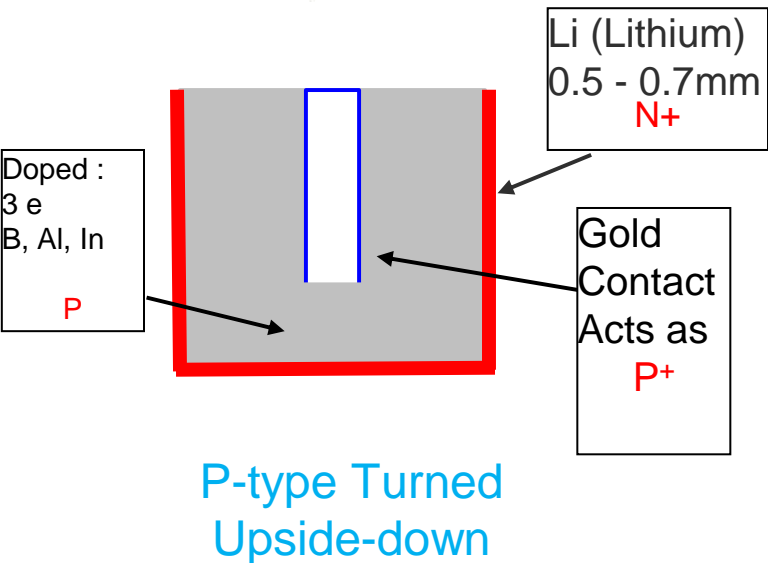 Li (Lithium)
0.5 - 0.7mm
N+
Doped :
3 e
B, Al, In
P
Gold
Contact
Acts as
P+
P-type Turned
Upside-down